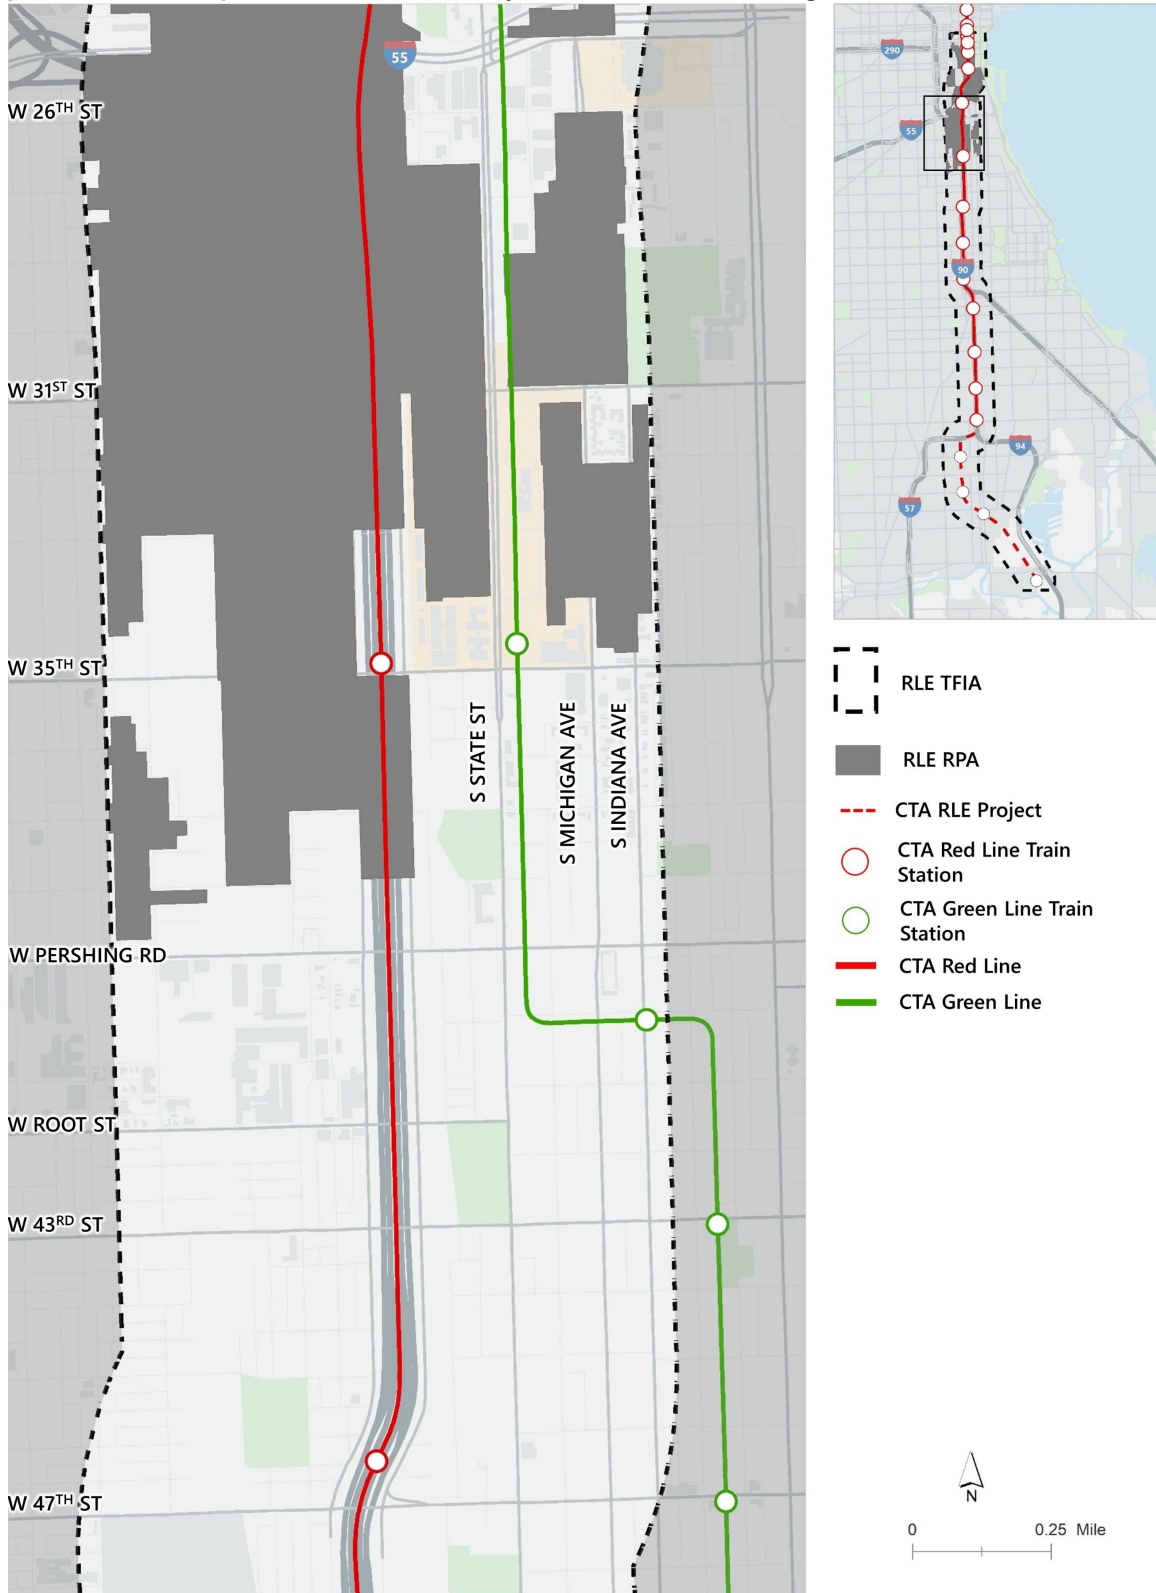 55
W 26TH ST
W 31ST ST
W 35TH ST
S STATE ST
S MICHIGAN AVE
S INDIANA AVE
W PERSHING RD
W ROOT ST
W 43RD ST
W 47TH ST
290
55
90
94
57
RLE TFIA
RLE RPA
CTA RLE Project
CTA Red Line Train
Station
CTA Green Line Train
Station
CTA Red Line
CTA Green Line
N
0 0.25 Mile